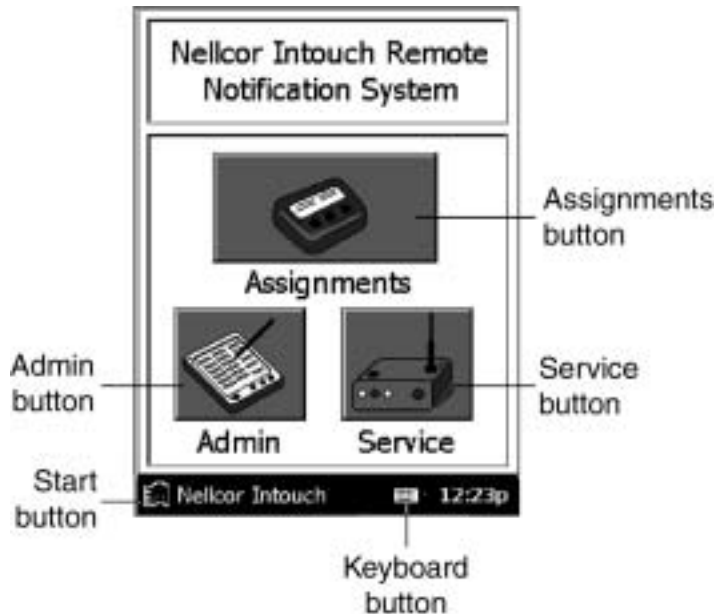 Nellcor Intouch Remote
Notification System
Assignments
button
Assignments
Admin
button
Service
button
Admin
Service
Start
button
Nellcor Intouch
12:23p
Keyboard
button